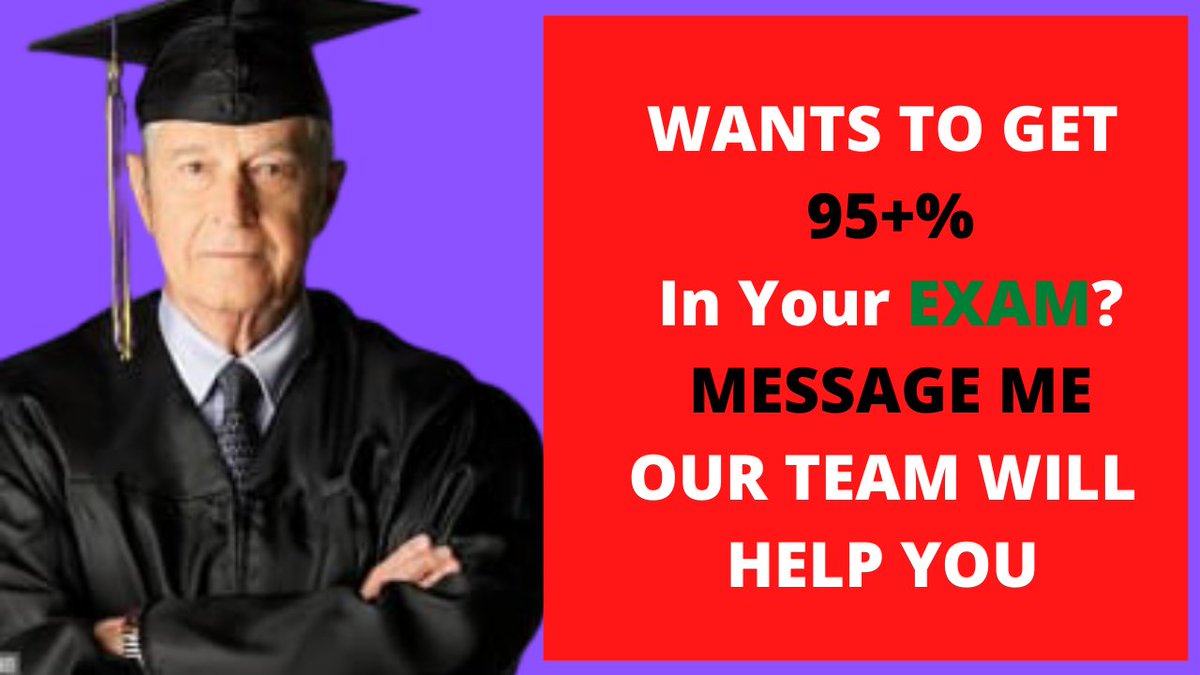 WANTS TO GET
95+%
In Your EXAM?
MESSAGE ME
OUR TEAM WILL
HELP YOU